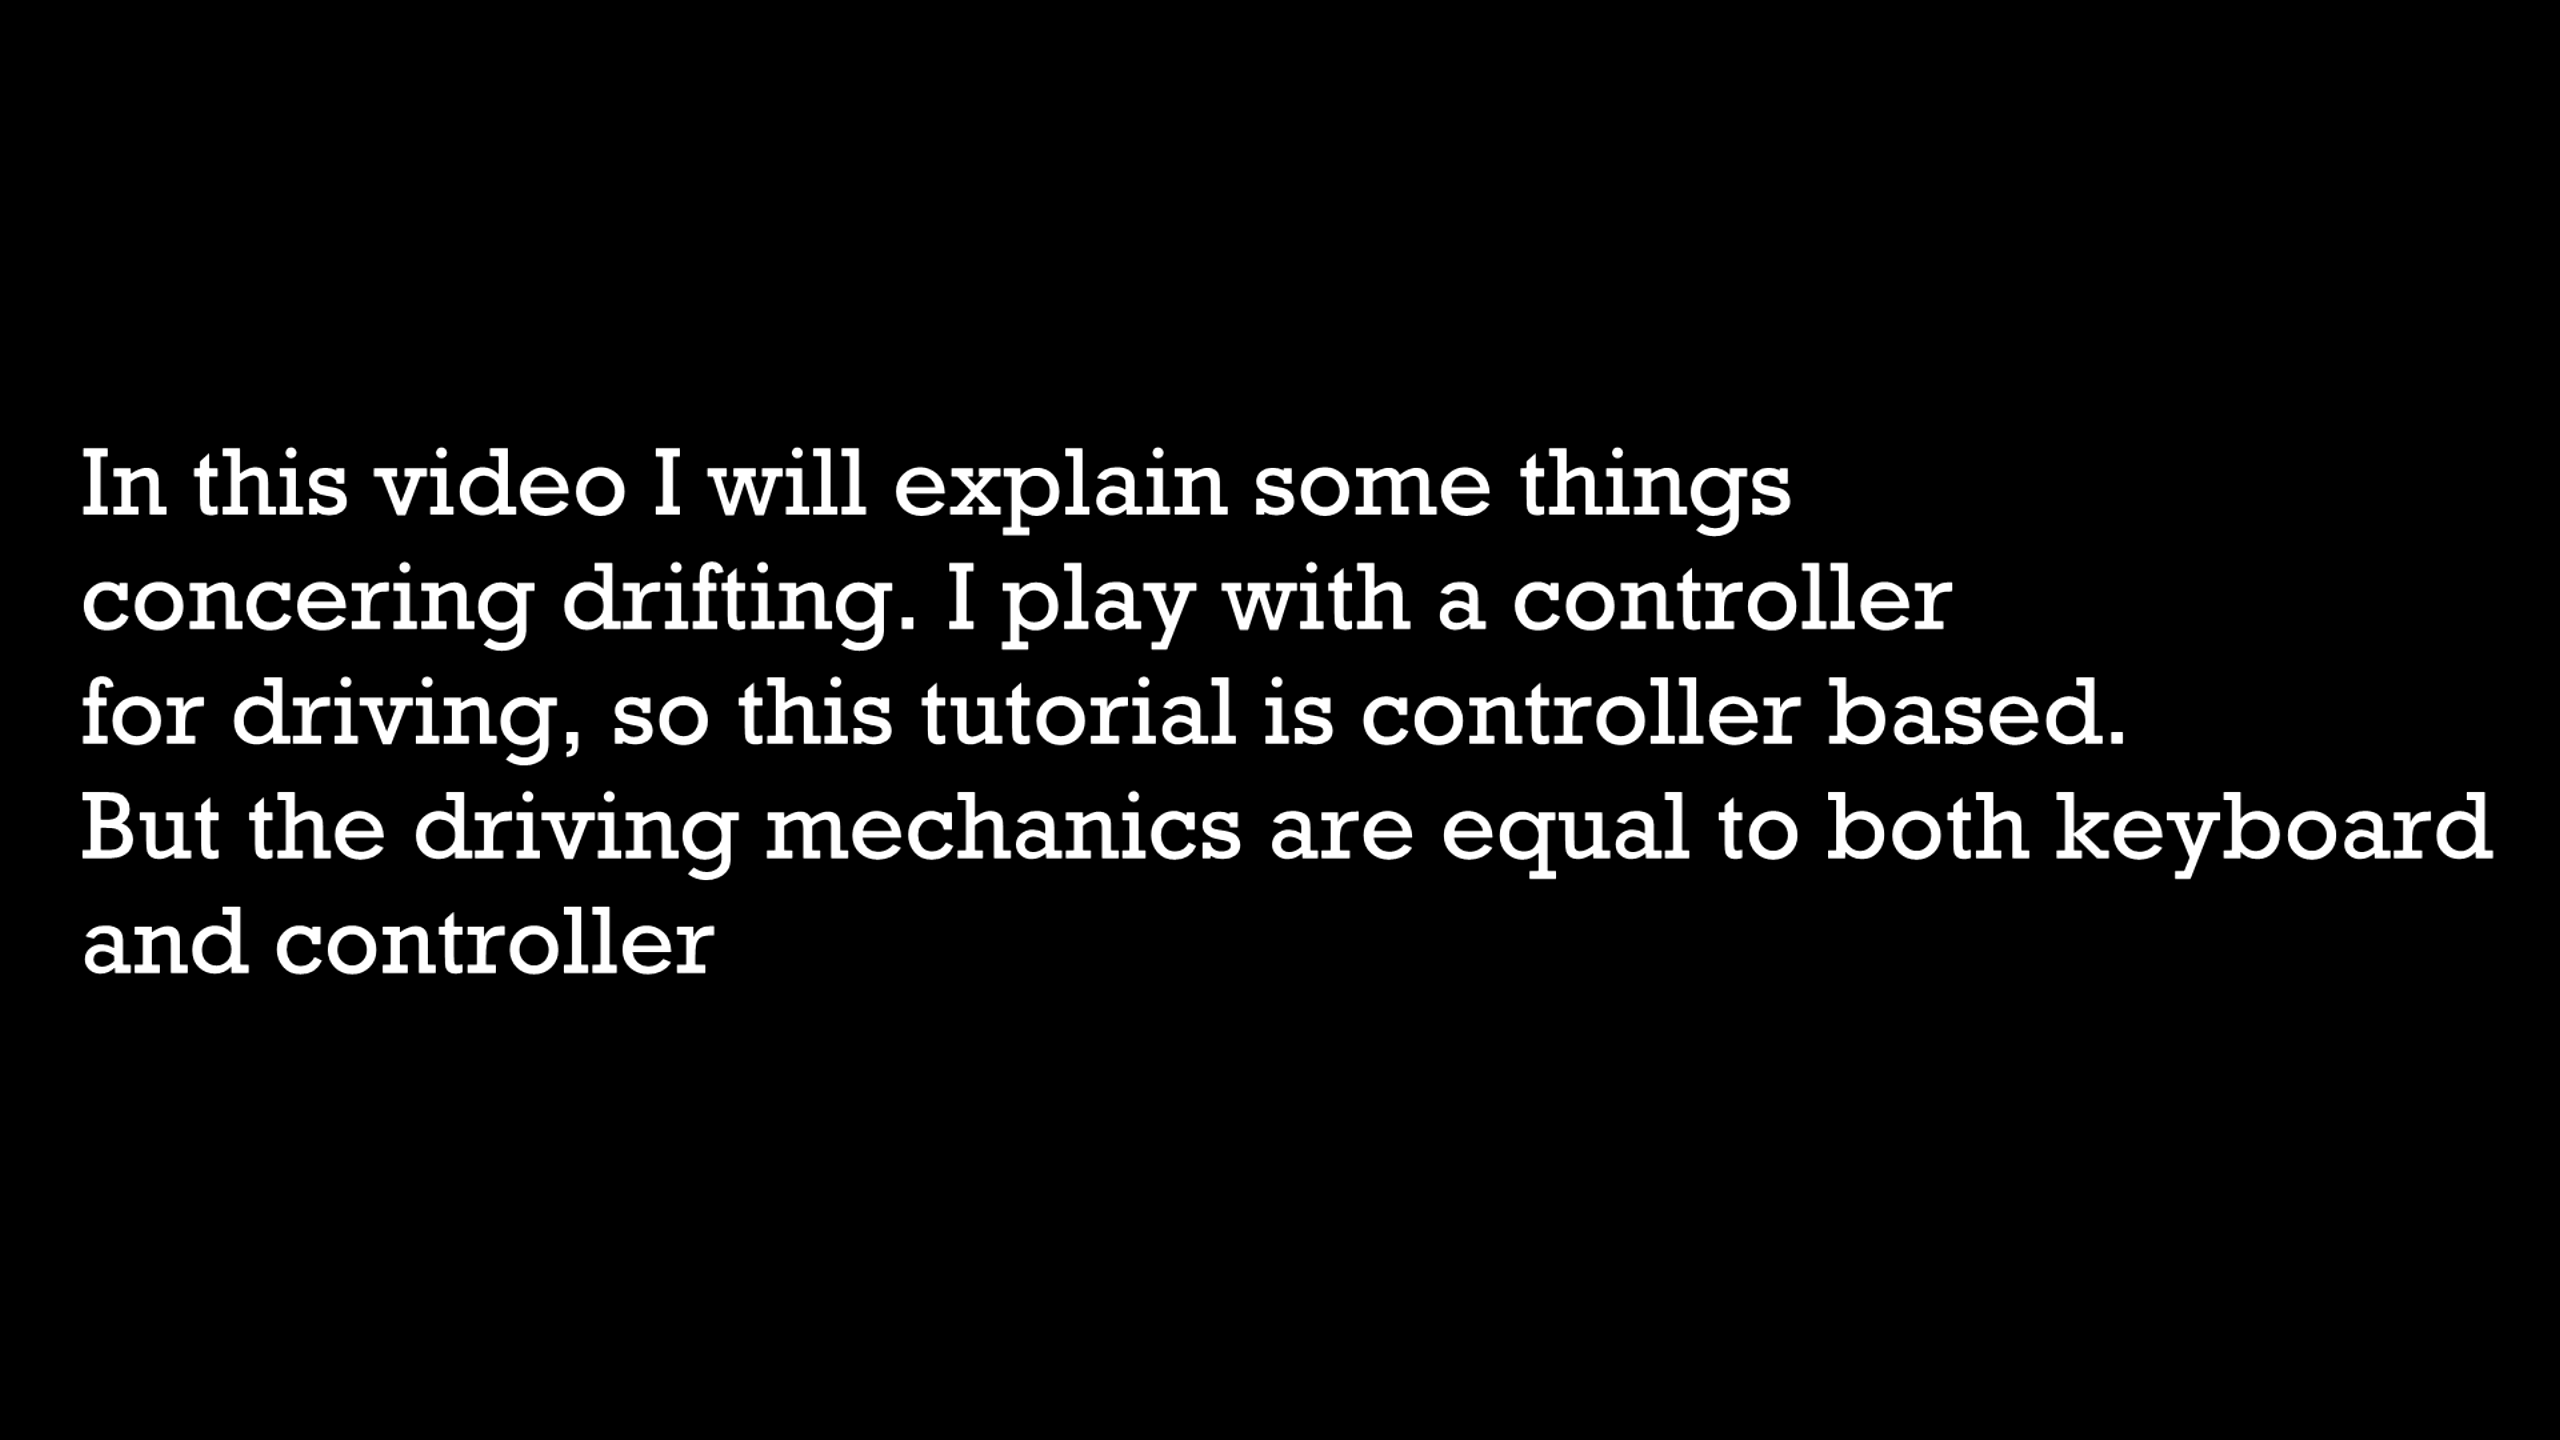 In this video I will explain some things
concering drifting. I play with a controller
for driving, so this tutorial is controller based.
But the driving mechanics are equal to both keyboard
and controller